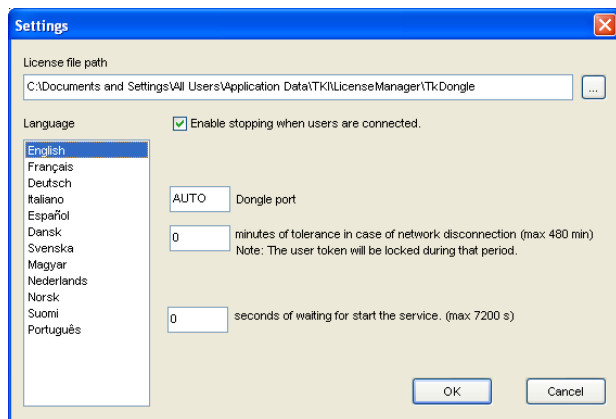 Settings
License file path
C:\Documents and Settings\All Users\Application Data\TKI\LicenseManager\TkDongle
...
Language
Enable stopping when users are connected.
English
Français
Deutsch
Italiano
Español
Dansk
Svenska
Magyar
Nederlands
Norsk
Suomi
Português
AUTO Dongle port
0 minutes of tolerance in case of network disconnection (max 480 min)
Note: The user token will be locked during that period.
0 seconds of waiting for start the service. (max 7200 s)
OK Cancel